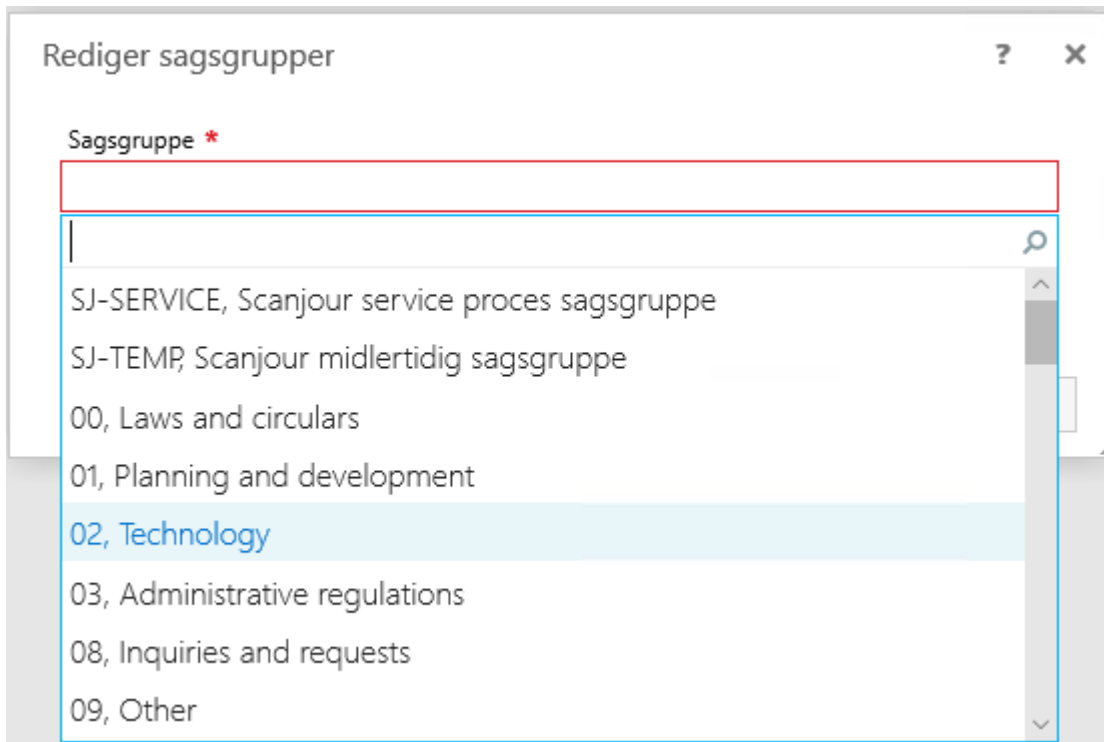 Rediger sagsgrupper ?
Sagsgruppe *
SJ-SERVICE, Scanjour service proces sagsgruppe
SJ-TEMP, Scanjour midlertidig sagsgruppe
00, Laws and circulars
01, Planning and development
02, Technology
03, Administrative regulations
08, Inquiries and requests
09, Other